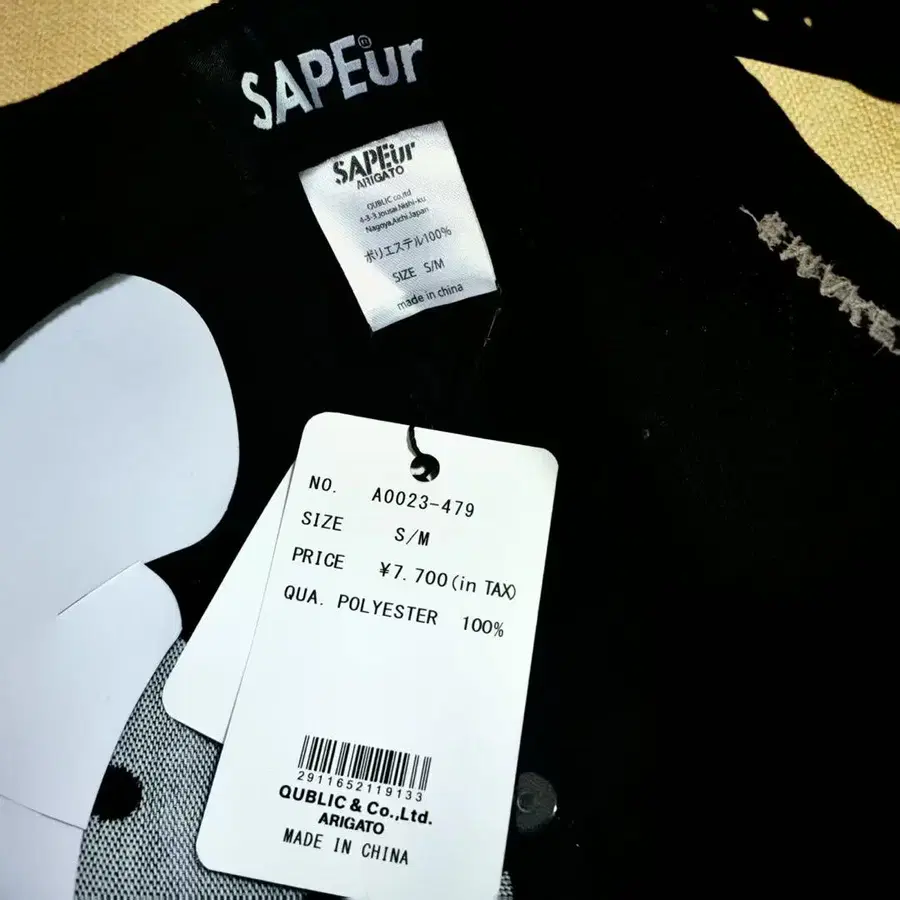 SAPEur®
SAPEur
ARIGATO
QUBLIC co,ltd
4-3-3,Jousai,Nishi-ku
Nagoya,Aichi,Japan
ポリエステル100%
SIZE S/M
made in china
NO. A0023-479
SIZE S/M
PRICE ¥7.700(in TAX)
QUA. POLYESTER 100%
2911652119133
QUBLIC & Co.,Ltd.
ARIGATO
MADE IN CHINA